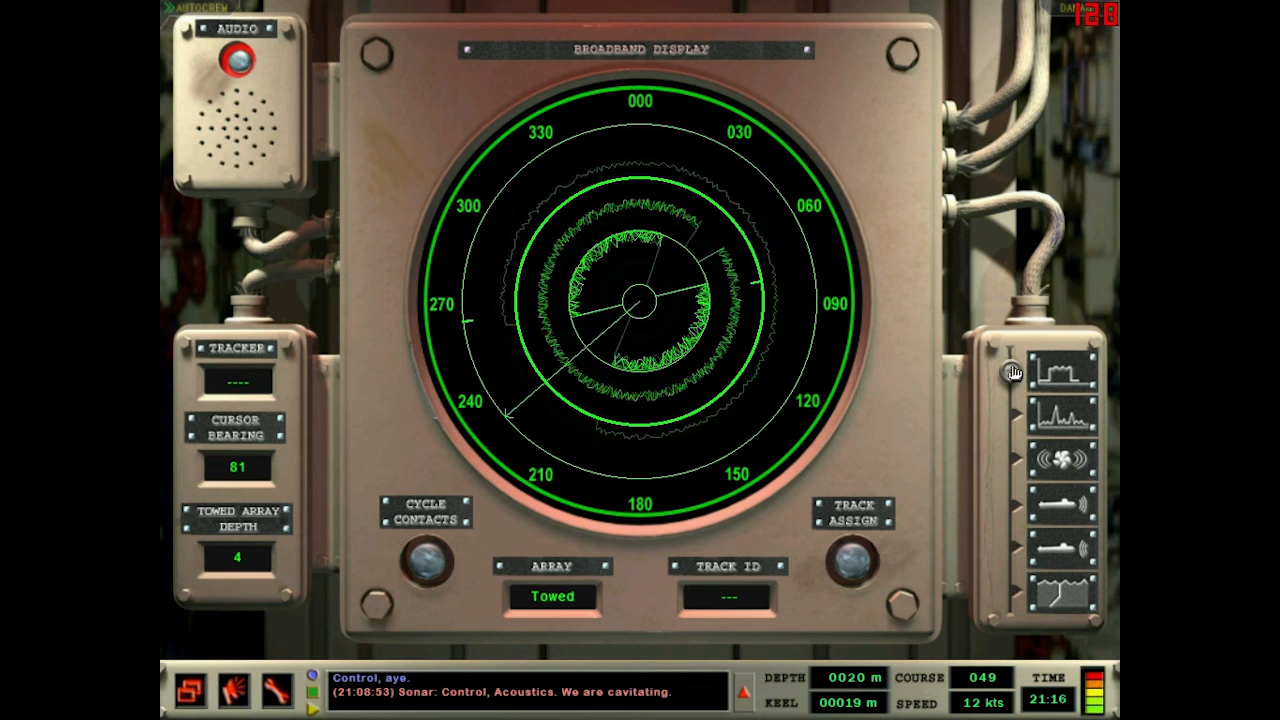 AUTOCREW
120
AUDIO
BROADBAND DISPLAY
000
330
030
300
060
270
090
240
120
210
150
180
TRACKER
----
CURSOR
BEARING
81
TOWED ARRAY
DEPTH
4
CYCLE
CONTACTS
TRACK
ASSIGN
ARRAY
TRACK ID
Towed
---
Control, aye.
(21:08:53) Sonar: Control, Acoustics. We are cavitating.
DEPTH 0020 m COURSE 049 TIME
KEEL 00019 m SPEED 12 kts 21:16